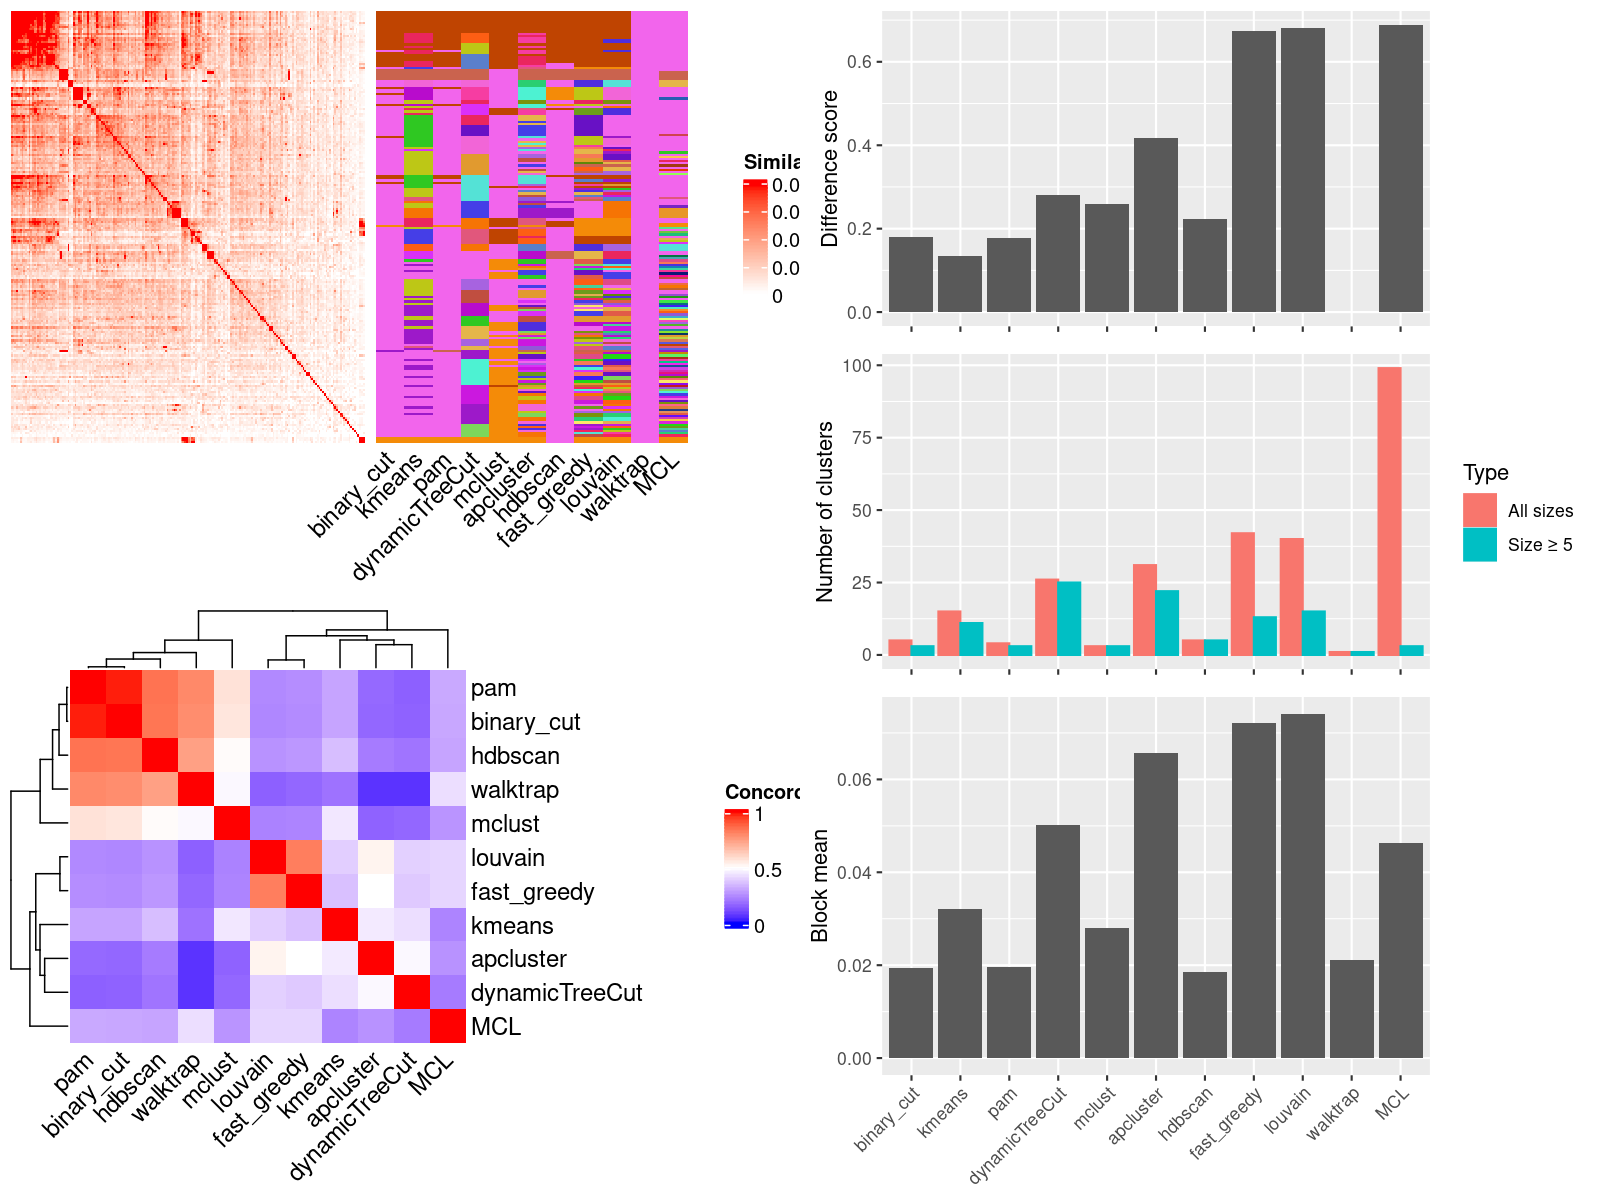 Simila
0.0
0.0
0.0
0.0
0
binary_cut
kmeans
pam
dynamicTreeCut
mclust
apcluster
hdbscan
fast_greedy
louvain
walktrap
MCL
pam
binary_cut
hdbscan
walktrap
mclust
louvain
fast_greedy
kmeans
apcluster
dynamicTreeCut
MCL
pam
binary_cut
hdbscan
walktrap
mclust
louvain
fast_greedy
kmeans
apcluster
dynamicTreeCut
MCL
Concord
1
0.5
0
Difference score
0.6
0.4
0.2
0.0
Number of clusters
100
75
50
25
0
Type
All sizes
Size ≥ 5
Block mean
0.06
0.04
0.02
0.00
binary_cut
kmeans
pam
dynamicTreeCut
mclust
apcluster
hdbscan
fast_greedy
louvain
walktrap
MCL